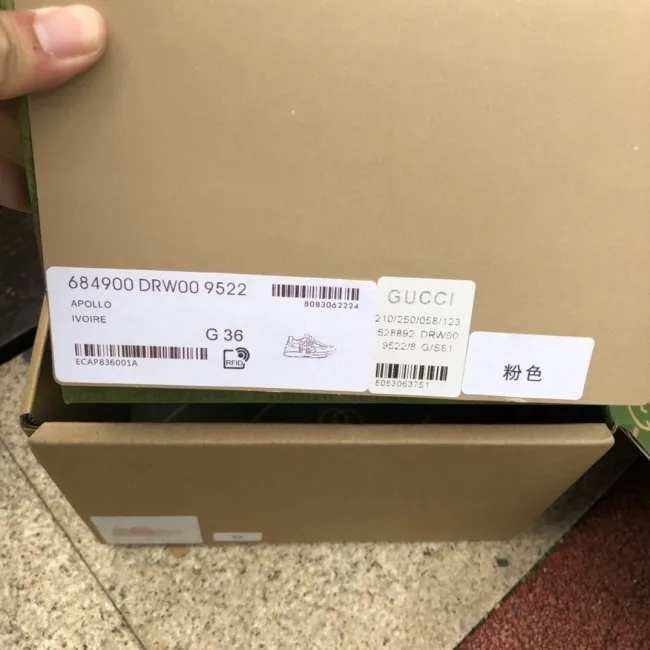 684900 DRW00 9522
8083062224
APOLLO
IVOIRE
G 36
RFID
ECAP836001A
GUCCI
210/250/058/123
528892 DRW00
9522/8 G/S81
8083063751
粉色